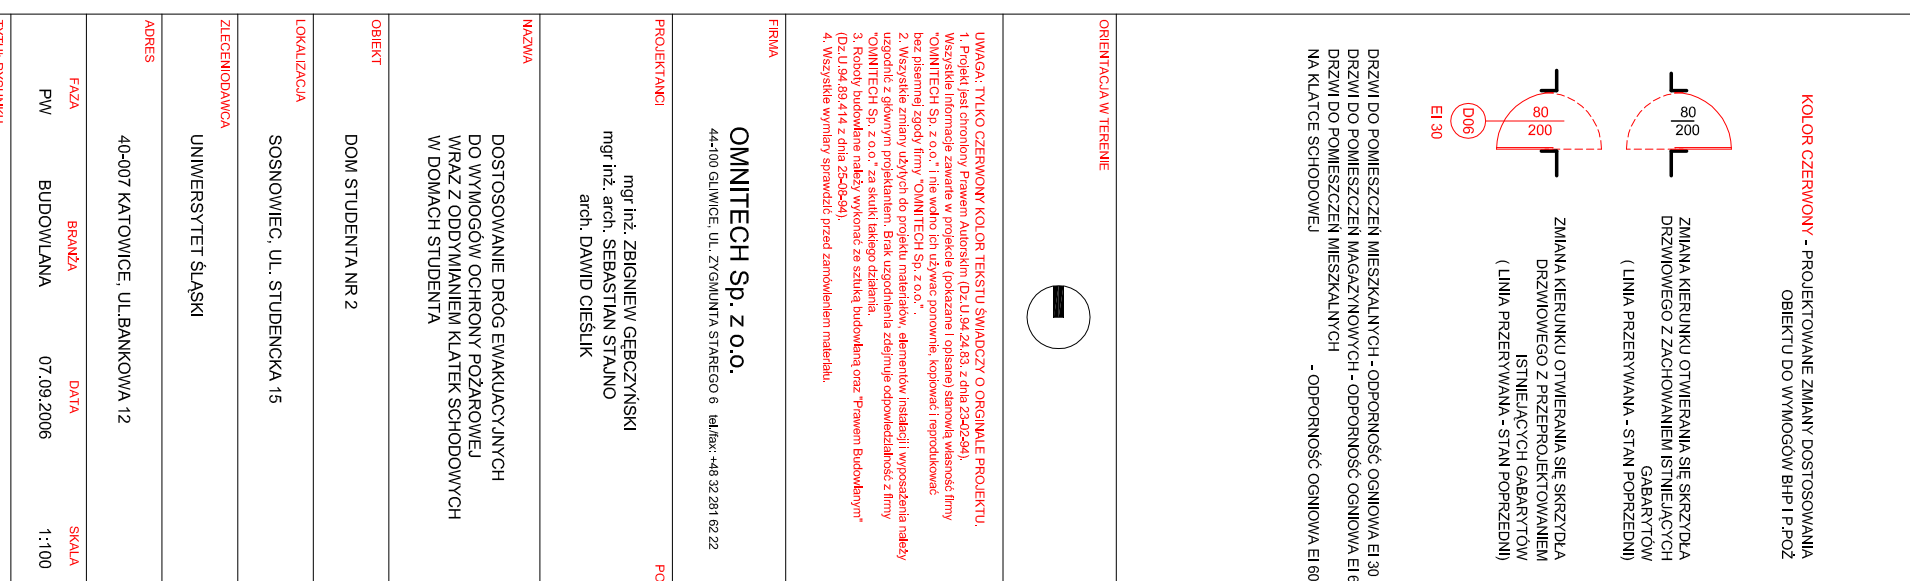 KOLOR CZERWONY - PROJEKTOWANE ZMIANY DOSTOSOWANIA
OBIEKTU DO WYMOGÓW BHP I P.POŻ
80
200
ZMIANA KIERUNKU OTWIERANIA SIĘ SKRZYDŁA
DRZWIOWEGO Z ZACHOWANIEM ISTNIEJĄCYCH
GABARYTÓW
( LINIA PRZERYWANA - STAN POPRZEDNI)
80
200
D06
EI 30
ZMIANA KIERUNKU OTWIERANIA SIĘ SKRZYDŁA
DRZWIOWEGO Z PRZEPROJEKTOWANIEM
ISTNIEJĄCYCH GABARYTÓW
( LINIA PRZERYWANA - STAN POPRZEDNI)
DRZWI DO POMIESZCZEŃ MIESZKALNYCH - ODPORNOŚĆ OGNIOWA EI 30
DRZWI DO POMIESZCZEŃ MAGAZYNOWYCH - ODPORNOŚĆ OGNIOWA EI 6
DRZWI DO POMIESZCZEŃ MIESZKALNYCH
NA KLATCE SCHODOWEJ - ODPORNOŚĆ OGNIOWA EI 60
ORIENTACJA W TERENIE
UWAGA: TYLKO CZERWONY KOLOR TEKSTU ŚWIADCZY O ORGINALE PROJEKTU.
1. Projekt jest chroniony Prawem Autorskim (Dz.U.94.24.83. z dnia 23-02-94).
Wszystkie informacje zawarte w projekcie (pokazane i opisane) stanowią własność firmy
"OMNITECH Sp. z o.o." i nie wolno ich używać ponownie, kopiować i reprodukować
bez pisemnej zgody firmy "OMNITECH Sp. z o.o.".
2. Wszystkie zmiany użytych do projektu materiałów, elementów instalacji i wyposażenia należy
uzgodnić z głównym projektantem. Brak uzgodnienia zdejmuje odpowiedzialność z firmy
"OMNITECH Sp. z o.o." za skutki takiego działania.
3. Roboty budowlane należy wykonać ze sztuką budowlaną oraz "Prawem Budowlanym"
(Dz.U.94.89.414 z dnia 25-08-94).
4. Wszystkie wymiary sprawdzić przed zamówieniem materiału.
FIRMA
OMNITECH Sp. z o.o.
44-100 GLIWICE, UL. ZYGMUNTA STAREGO 6 tel./fax: +48 32 281 62 22
PROJEKTANCI
PO
mgr inż. ZBIGNIEW GĘBCZYŃSKI
mgr inż. arch. SEBASTIAN STAJNO
arch. DAWID CIEŚLIK
NAZWA
DOSTOSOWANIE DRÓG EWAKUACYJNYCH
DO WYMOGÓW OCHRONY POŻAROWEJ
WRAZ Z ODDYMIANIEM KLATEK SCHODOWYCH
W DOMACH STUDENTA
OBIEKT
DOM STUDENTA NR 2
LOKALIZACJA
SOSNOWIEC, UL. STUDENCKA 15
ZLECENIODAWCA
UNIWERSYTET ŚLĄSKI
ADRES
40-007 KATOWICE, UL.BANKOWA 12
FAZA BRANŻA DATA SKALA
PW BUDOWLANA 07.09.2006 1:100